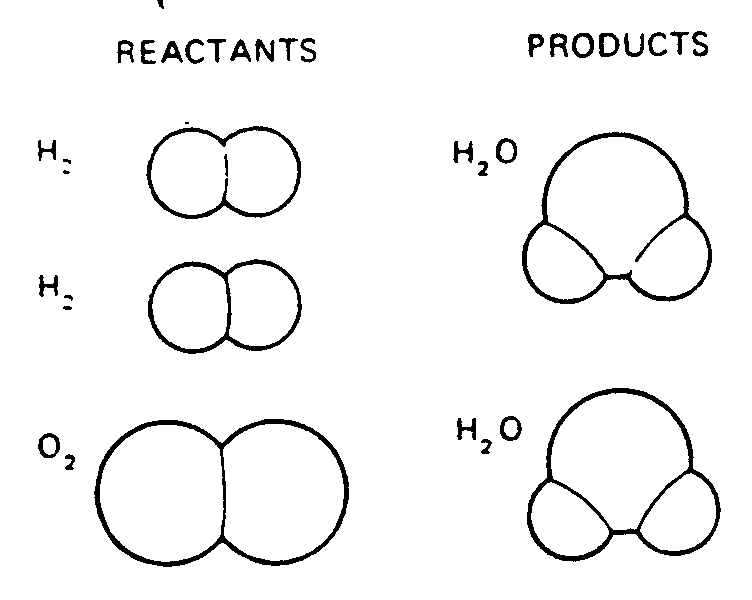 REACTANTS
PRODUCTS
H₂
H₂O
H₂
O₂
H₂O